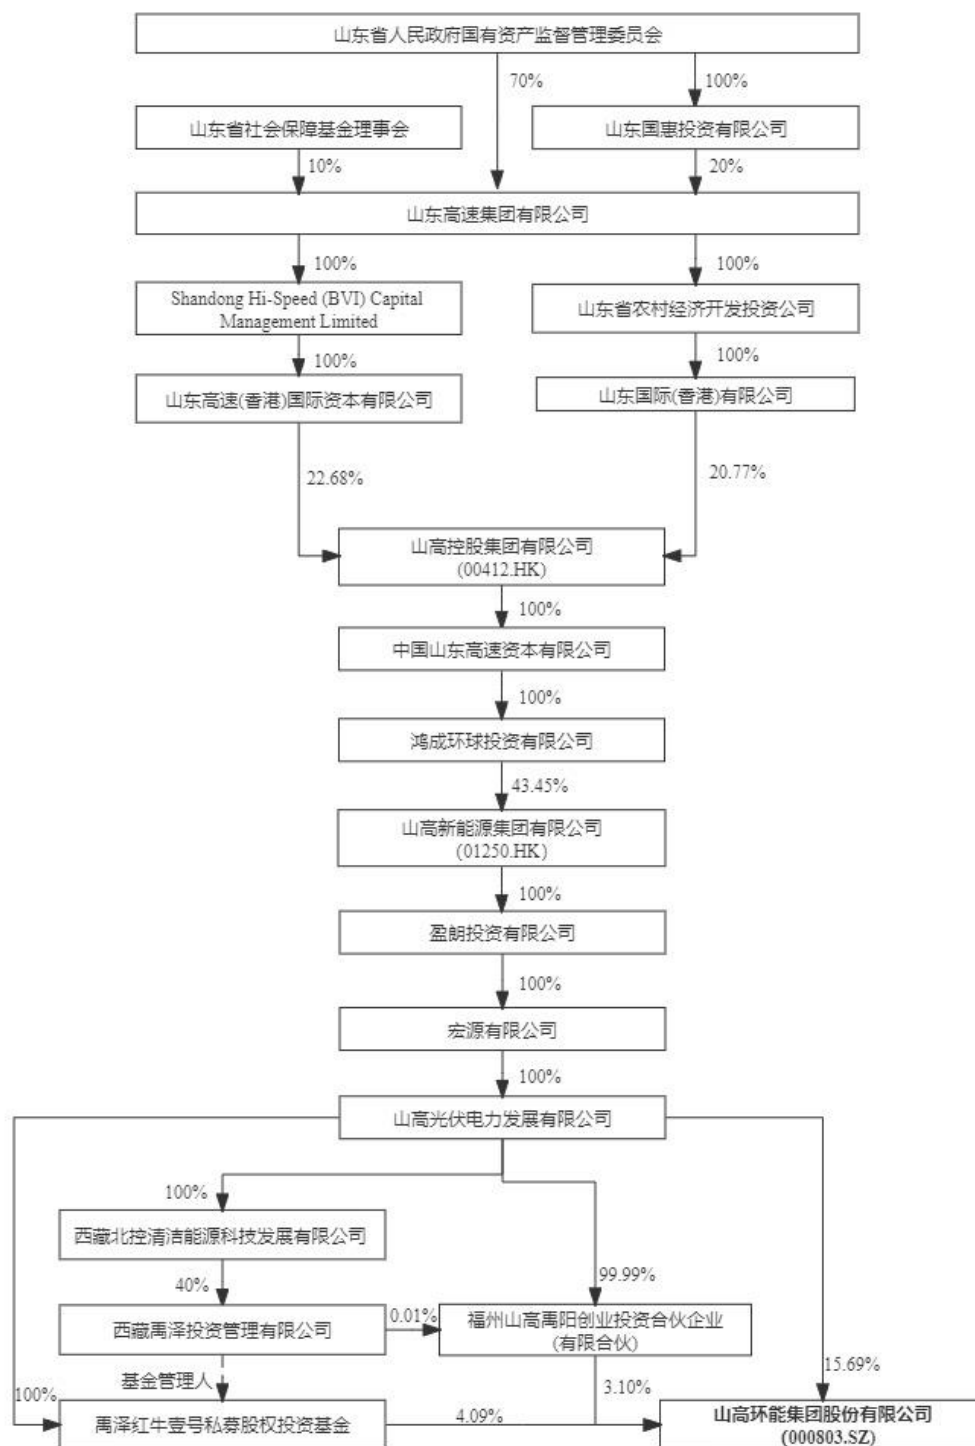 山东省人民政府国有资产监督管理委员会
70%
100%
山东省社会保障基金理事会
山东国惠投资有限公司
10%
20%
山东高速集团有限公司
100%
100%
Shandong Hi-Speed (BVI) Capital
Management Limited
山东省农村经济开发投资公司
100%
100%
山东高速(香港)国际资本有限公司
山东国际(香港)有限公司
22.68%
20.77%
山高控股集团有限公司
(00412.HK)
100%
中国山东高速资本有限公司
100%
鸿成环球投资有限公司
43.45%
山高新能源集团有限公司
(01250.HK)
100%
盈朗投资有限公司
100%
宏源有限公司
100%
山高光伏电力发展有限公司
100%
西藏北控清洁能源科技发展有限公司
40%
99.99%
西藏禹泽投资管理有限公司
0.01%
福州山高禹阳创业投资合伙企业
(有限合伙)
基金管理人
15.69%
100%
禹泽红牛壹号私募股权投资基金
4.09%
3.10%
山高环能集团股份有限公司
(000803.SZ)